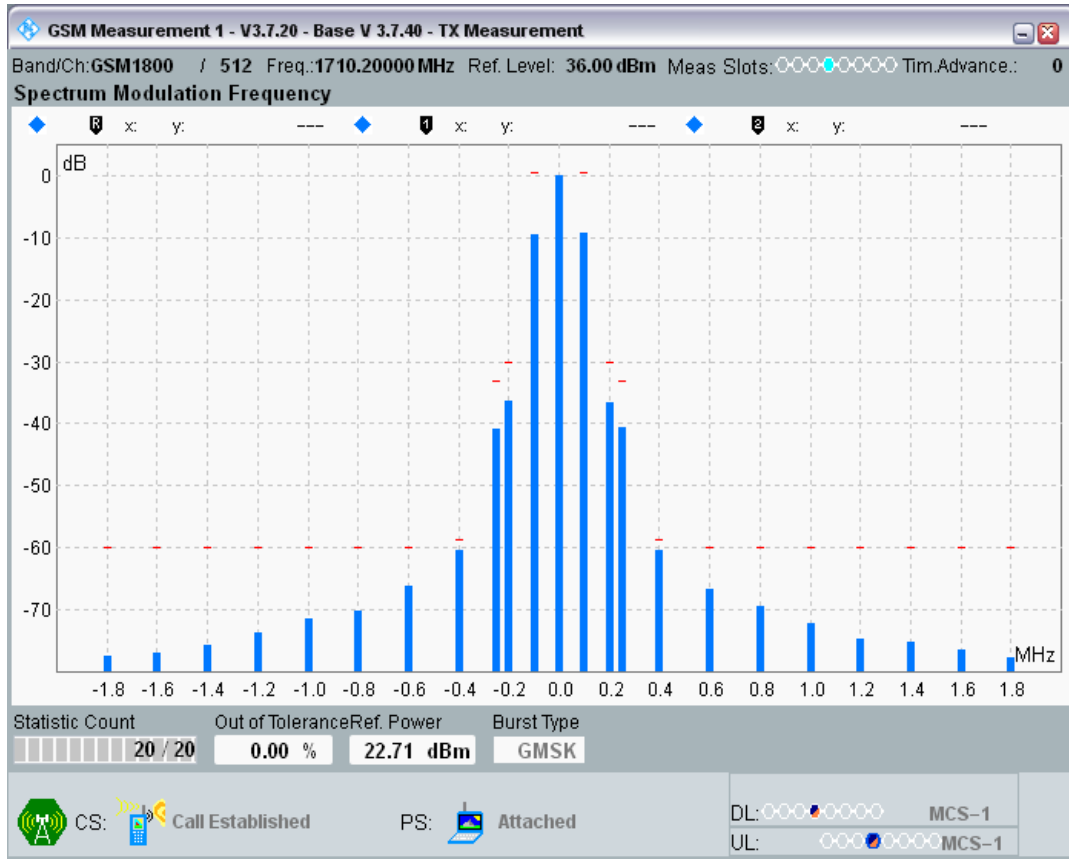 GSM Measurement 1 - V3.7.20 - Base V 3.7.40 - TX Measurement
Band/Ch:GSM1800 / 512 Freq.:1710.20000 MHz Ref. Level: 36.00 dBm Meas Slots: Tim.Advance.: 0
Spectrum Modulation Frequency
R x: y: --- 1 x: y: --- 2 x: y: ---
dB
0
-10
-20
-30
-40
-50
-60
-70
MHz
-1.8 -1.6 -1.4 -1.2 -1.0 -0.8 -0.6 -0.4 -0.2 0.0 0.2 0.4 0.6 0.8 1.0 1.2 1.4 1.6 1.8
Statistic Count Out of Tolerance Ref. Power Burst Type
20 / 20 0.00 % 22.71 dBm GMSK
CS: Call Established PS: Attached
DL: MCS-1
UL: MCS-1